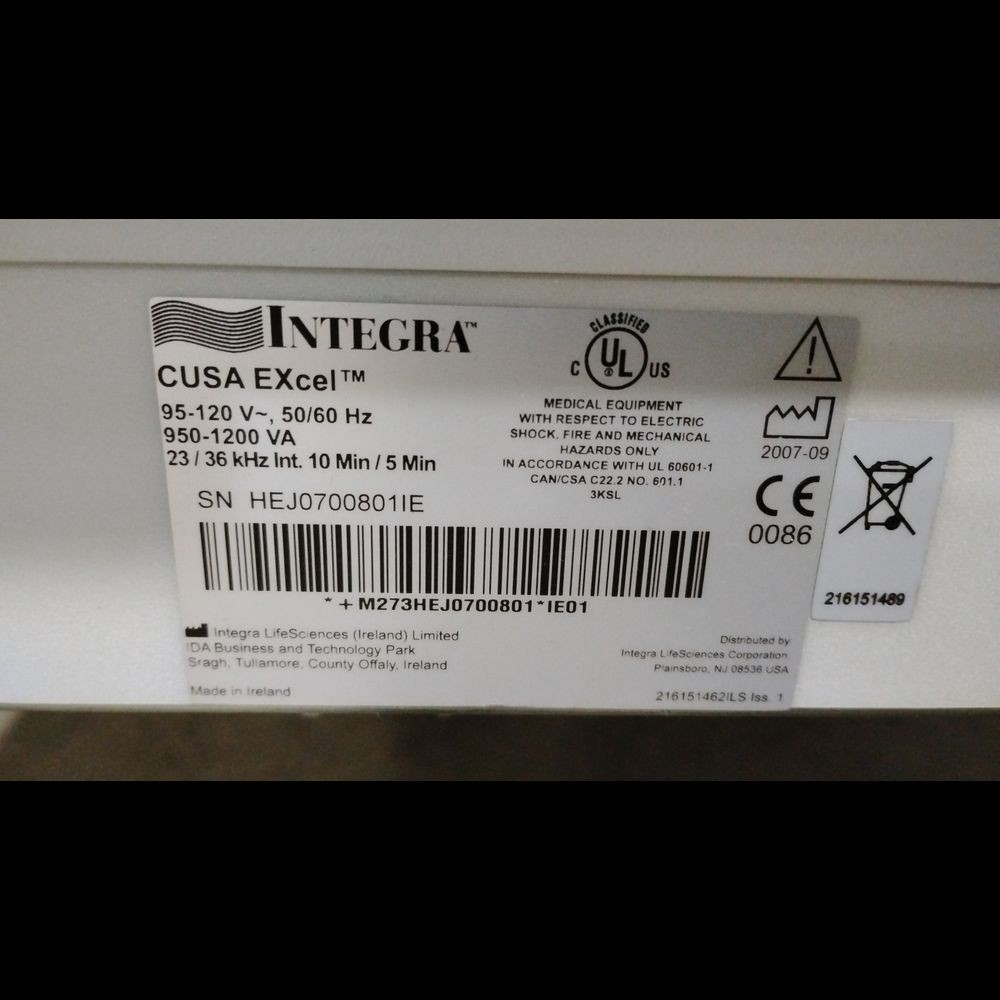 INTEGRA™
CUSA EXcel™
95-120 V~, 50/60 Hz
950-1200 VA
23 / 36 kHz Int. 10 Min / 5 Min
SN HEJ0700801IE
*+M273HEJ0700801*IE01
Integra LifeSciences (Ireland) Limited
IDA Business and Technology Park
Sragh, Tullamore, County Offaly, Ireland
Made in Ireland
CLASSIFIED
C UL US
MEDICAL EQUIPMENT
WITH RESPECT TO ELECTRIC
SHOCK, FIRE AND MECHANICAL
HAZARDS ONLY
IN ACCORDANCE WITH UL 60601-1
CAN/CSA C22.2 NO. 601.1
3KSL
2007-09
CE
0086
Distributed by
Integra LifeSciences Corporation
Plainsboro, NJ 08536 USA
216151462ILS Iss. 1
216151489